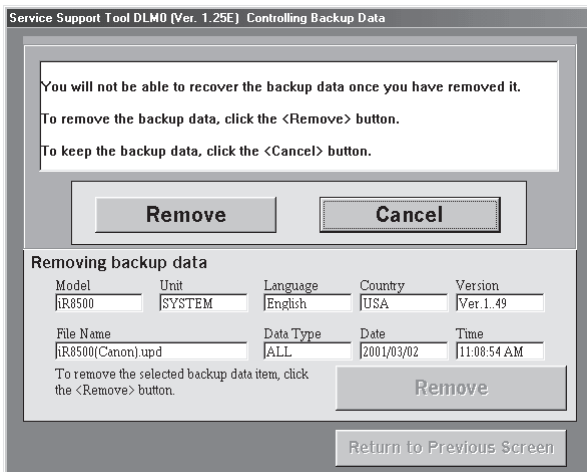 Service Support Tool DLM0 (Ver. 1.25E) Controlling Backup Data
You will not be able to recover the backup data once you have removed it.
To remove the backup data, click the <Remove> button.
To keep the backup data, click the <Cancel> button.
Remove Cancel
Removing backup data
Model Unit Language Country Version
iR8500 SYSTEM English USA Ver.1..49
File Name Data Type Date Time
iR8500(Canon).upd ALL 2001/03/02 11:08:54 AM
To remove the selected backup data item, click
the <Remove> button.
Remove
Return to Previous Screen